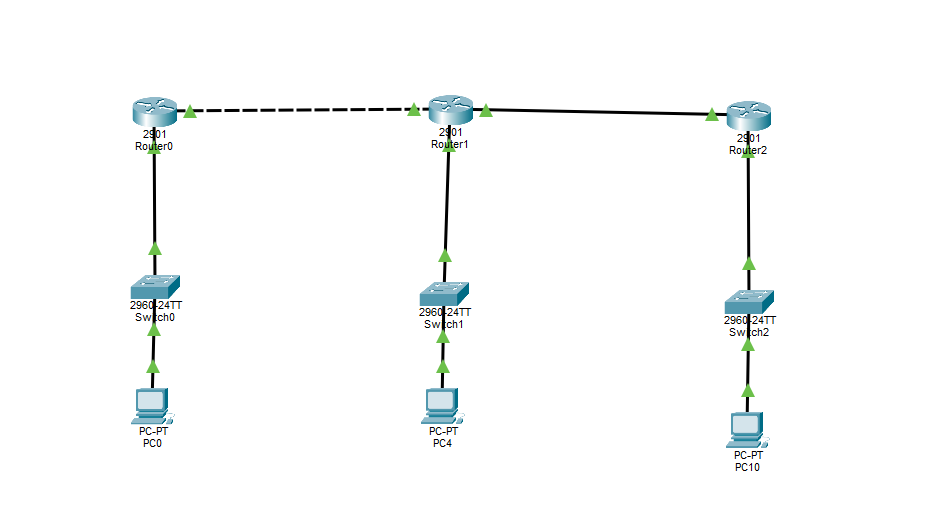 2901
Router0
2901
Router1
2901
Router2
2960-24TT
Switch0
2960-24TT
Switch1
2960-24TT
Switch2
PC-PT
PC0
PC-PT
PC4
PC-PT
PC10